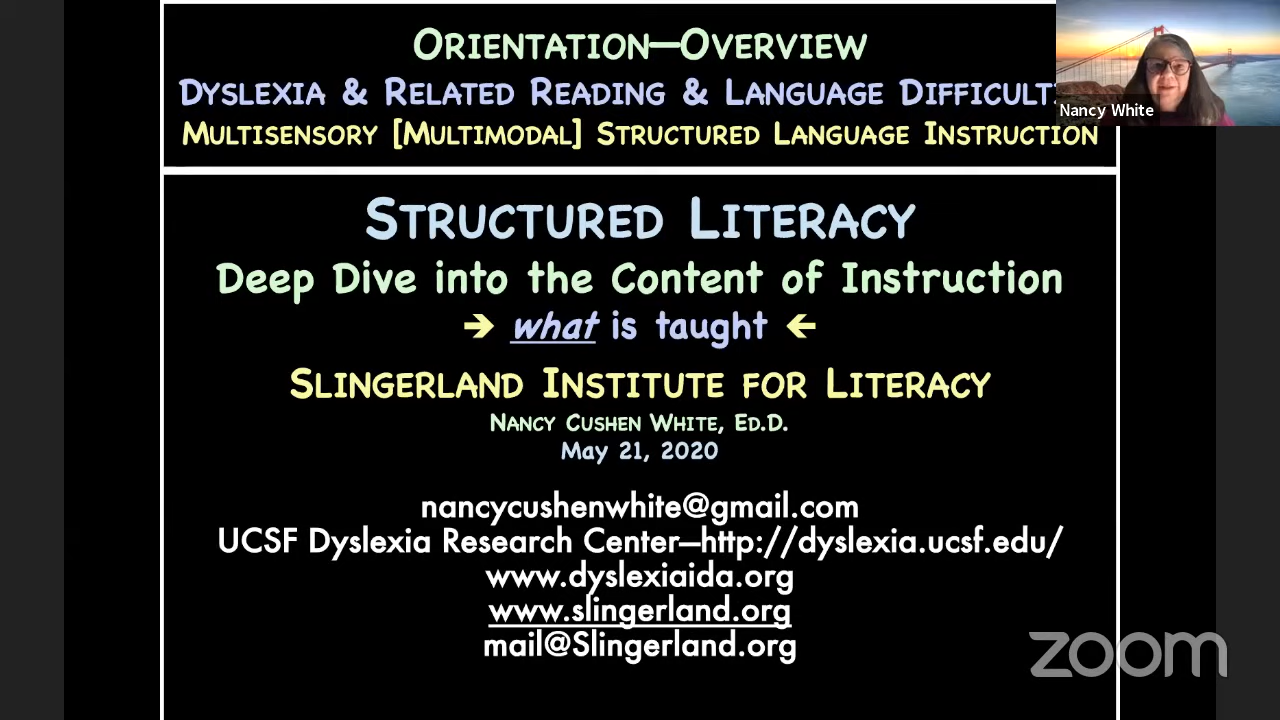 ORIENTATION—OVERVIEW
DYSLEXIA & RELATED READING & LANGUAGE DIFFICULT
MULTISENSORY [MULTIMODAL] STRUCTURED LANGUAGE INSTRUCTION
Nancy White
STRUCTURED LITERACY
Deep Dive into the Content of Instruction
➔ what is taught ←
SLINGERLAND INSTITUTE FOR LITERACY
NANCY CUSHEN WHITE, ED.D.
May 21, 2020
nancycushenwhite@gmail.com
UCSF Dyslexia Research Center—http://dyslexia.ucsf.edu/
www.dyslexiaida.org
www.slingerland.org
mail@Slingerland.org
zoom